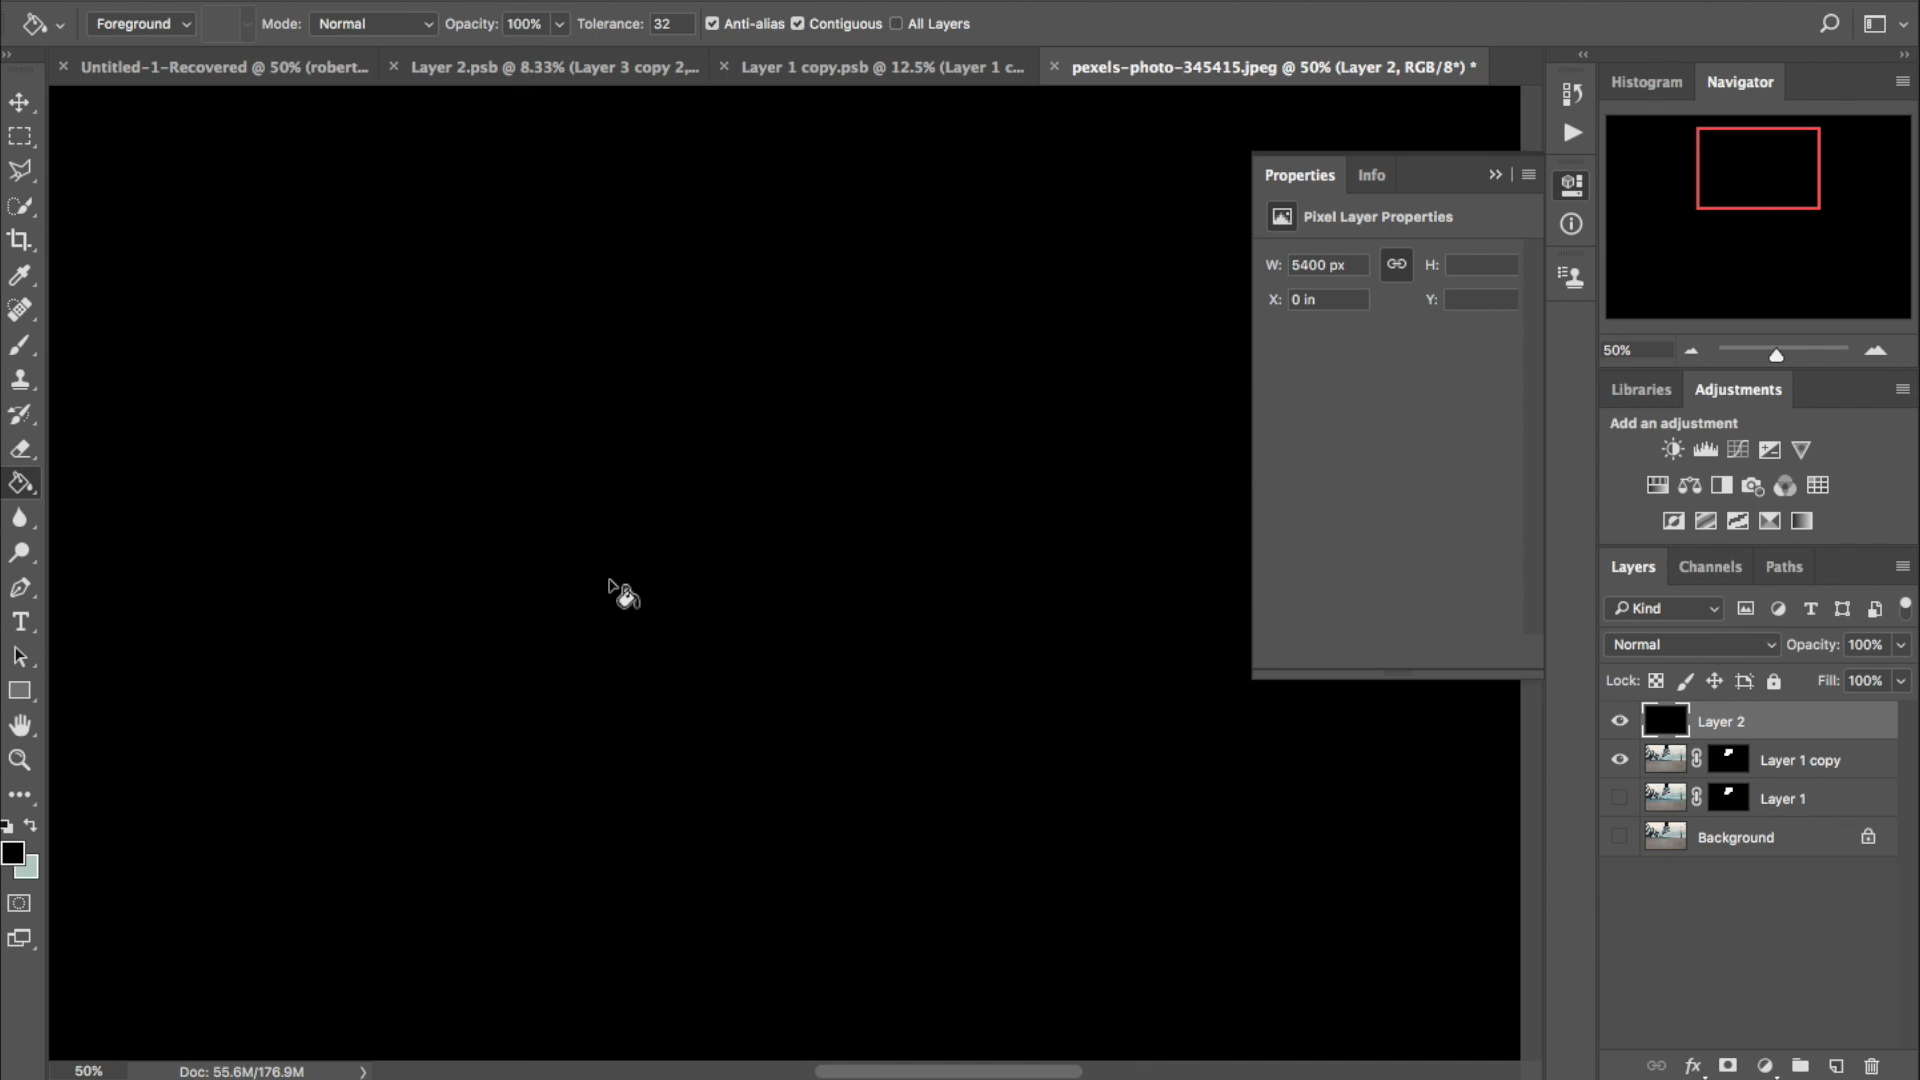 Foreground Mode: Normal Opacity: 100% Tolerance: 32 Anti-alias Contiguous All Layers
Untitled-1-Recovered @ 50% (robert... Layer 2.psb @ 8.33% (Layer 3 copy 2,... Layer 1 copy.psb @ 12.5% (Layer 1 c... pexels-photo-345415.jpeg @ 50% (Layer 2, RGB/8*) *
Histogram Navigator
Properties Info
Pixel Layer Properties
W: 5400 px H:
X: 0 in Y:
50%
Libraries Adjustments
Add an adjustment
Layers Channels Paths
Kind
Normal Opacity: 100%
Lock: Fill: 100%
Layer 2
Layer 1 copy
Layer 1
Background
50% Doc: 55.6M/176.9M